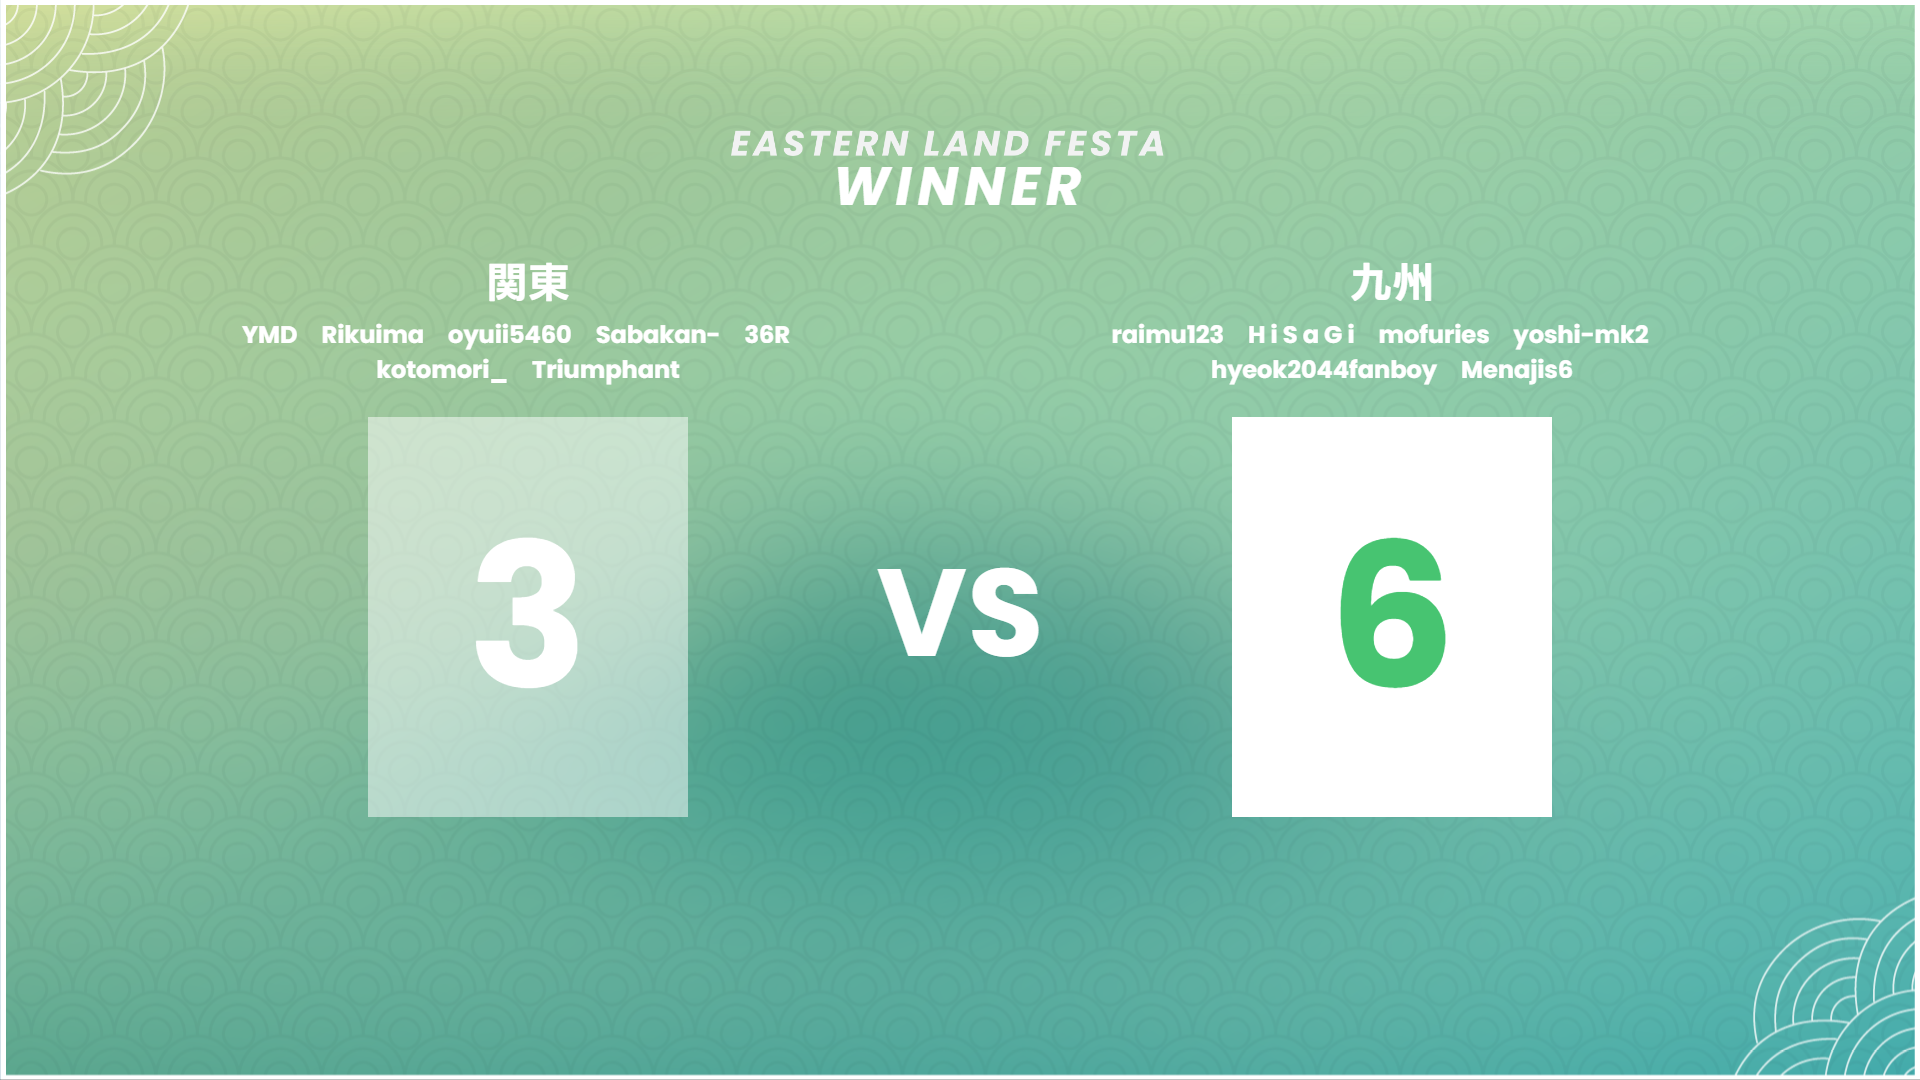 EASTERN LAND FESTA
WINNER
関東
YMD Rikuima oyuii5460 Sabakan- 36R
kotomori_ Triumphant
九州
raimu123 H i S a G i mofuries yoshi-mk2
hyeok2044fanboy Menajis6
3
VS
6